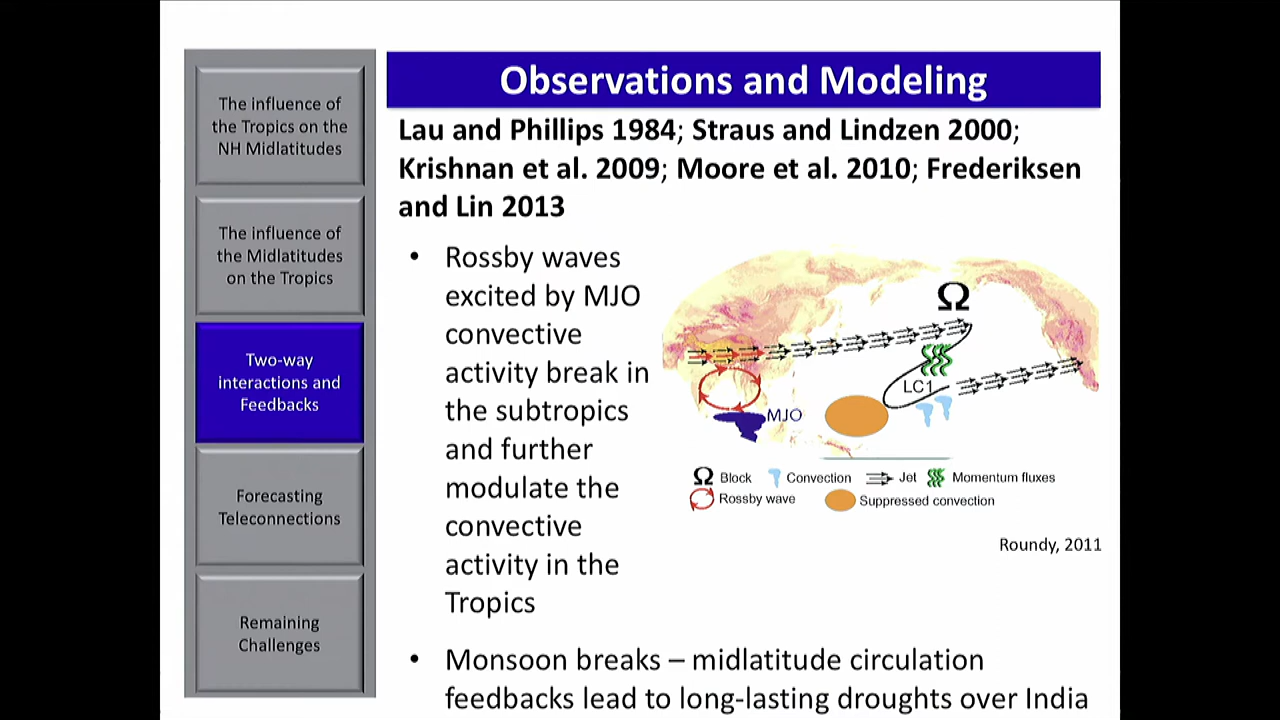 The influence of
the Tropics on the
NH Midlatitudes
The influence of
the Midlatitudes
on the Tropics
Two-way
interactions and
Feedbacks
Forecasting
Teleconnections
Remaining
Challenges
Observations and Modeling
Lau and Phillips 1984; Straus and Lindzen 2000;
Krishnan et al. 2009; Moore et al. 2010; Frederiksen
and Lin 2013
• Rossby waves
excited by MJO
convective
activity break in
the subtropics
and further
modulate the
convective
activity in the
Tropics
Ω
LC1
MJO
Ω Block Convection Jet Momentum fluxes
Rossby wave Suppressed convection
Roundy, 2011
• Monsoon breaks – midlatitude circulation
feedbacks lead to long-lasting droughts over India